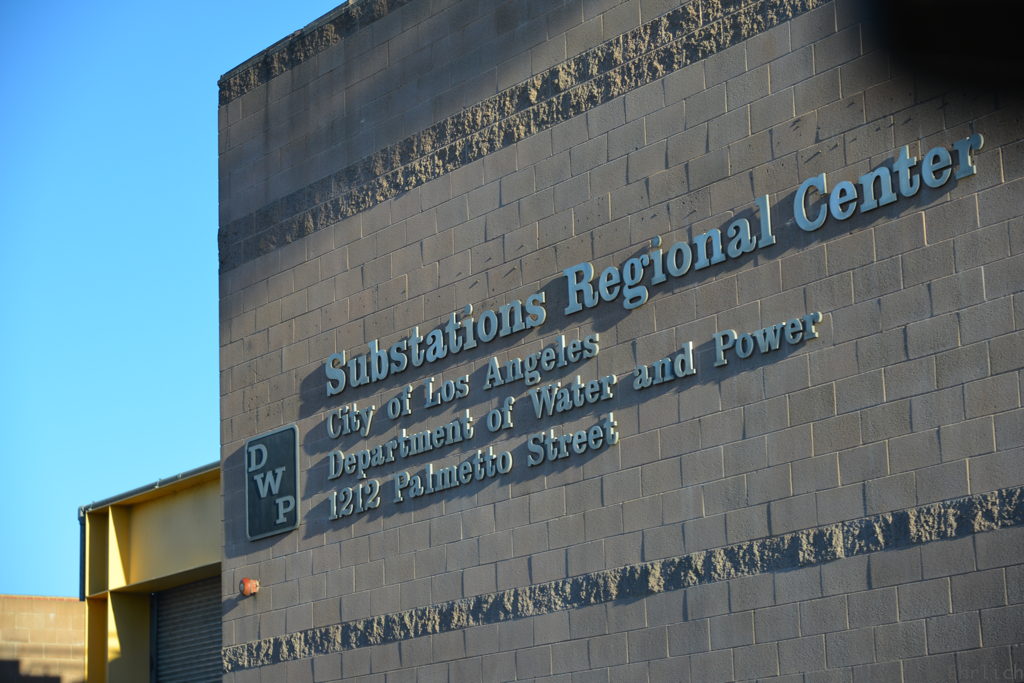 Substations Regional Center
City of Los Angeles
Department of Water and Power
1212 Palmetto Street
DWP